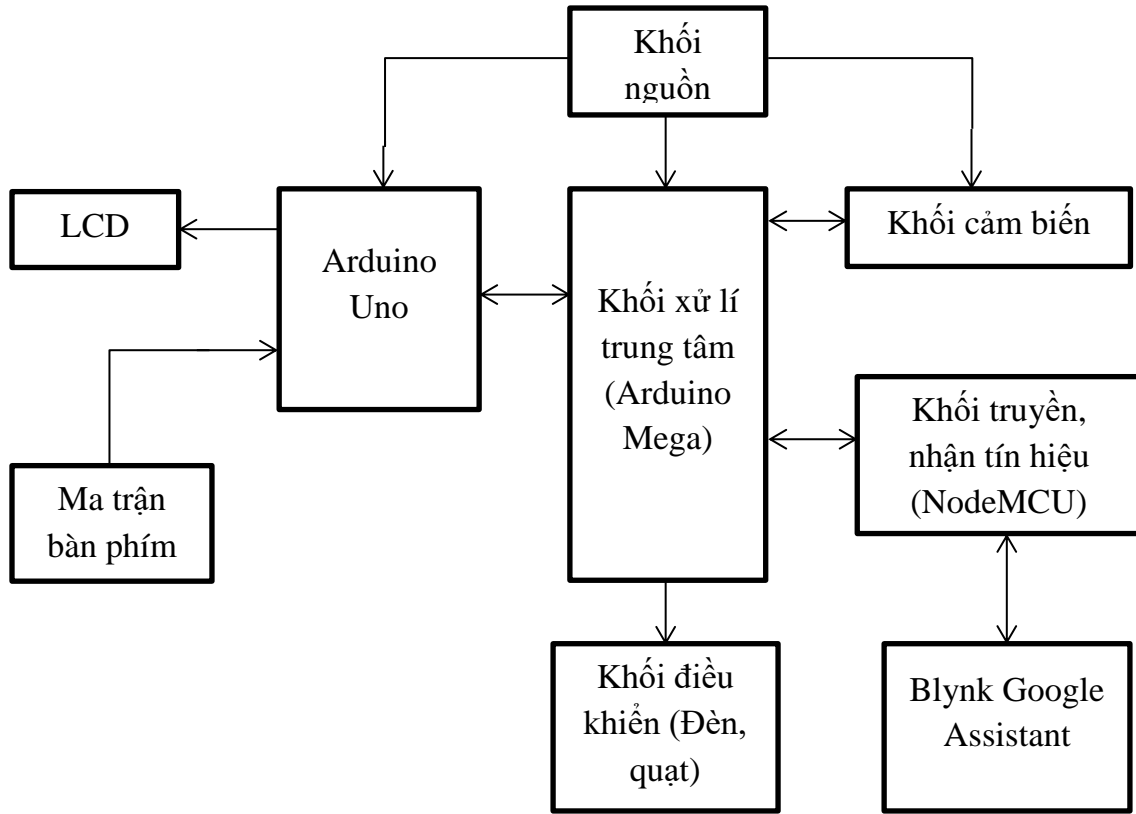 Khối
nguồn
LCD
Arduino
Uno
Khối xử lí
trung tâm
(Arduino
Mega)
Khối cảm biến
Khối truyền,
nhận tín hiệu
(NodeMCU)
Ma trận
bàn phím
Khối điều
khiển (Đèn,
quạt)
Blynk Google
Assistant